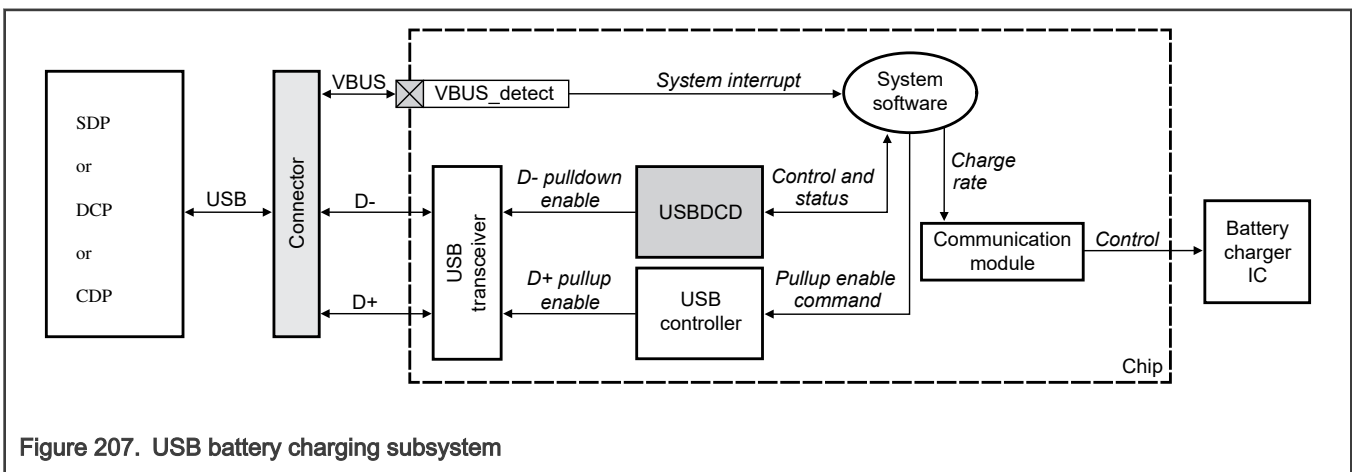 SDP
or
DCP
or
CDP
USB
Connector
VBUS
D-
D+
VBUS_detect
System interrupt
System
software
USB
transceiver
D- pulldown
enable
USBDCD
Control and
status
D+ pullup
enable
USB
controller
Pullup enable
command
Charge
rate
Communication
module
Control
Battery
charger
IC
Chip
Figure 207. USB battery charging subsystem